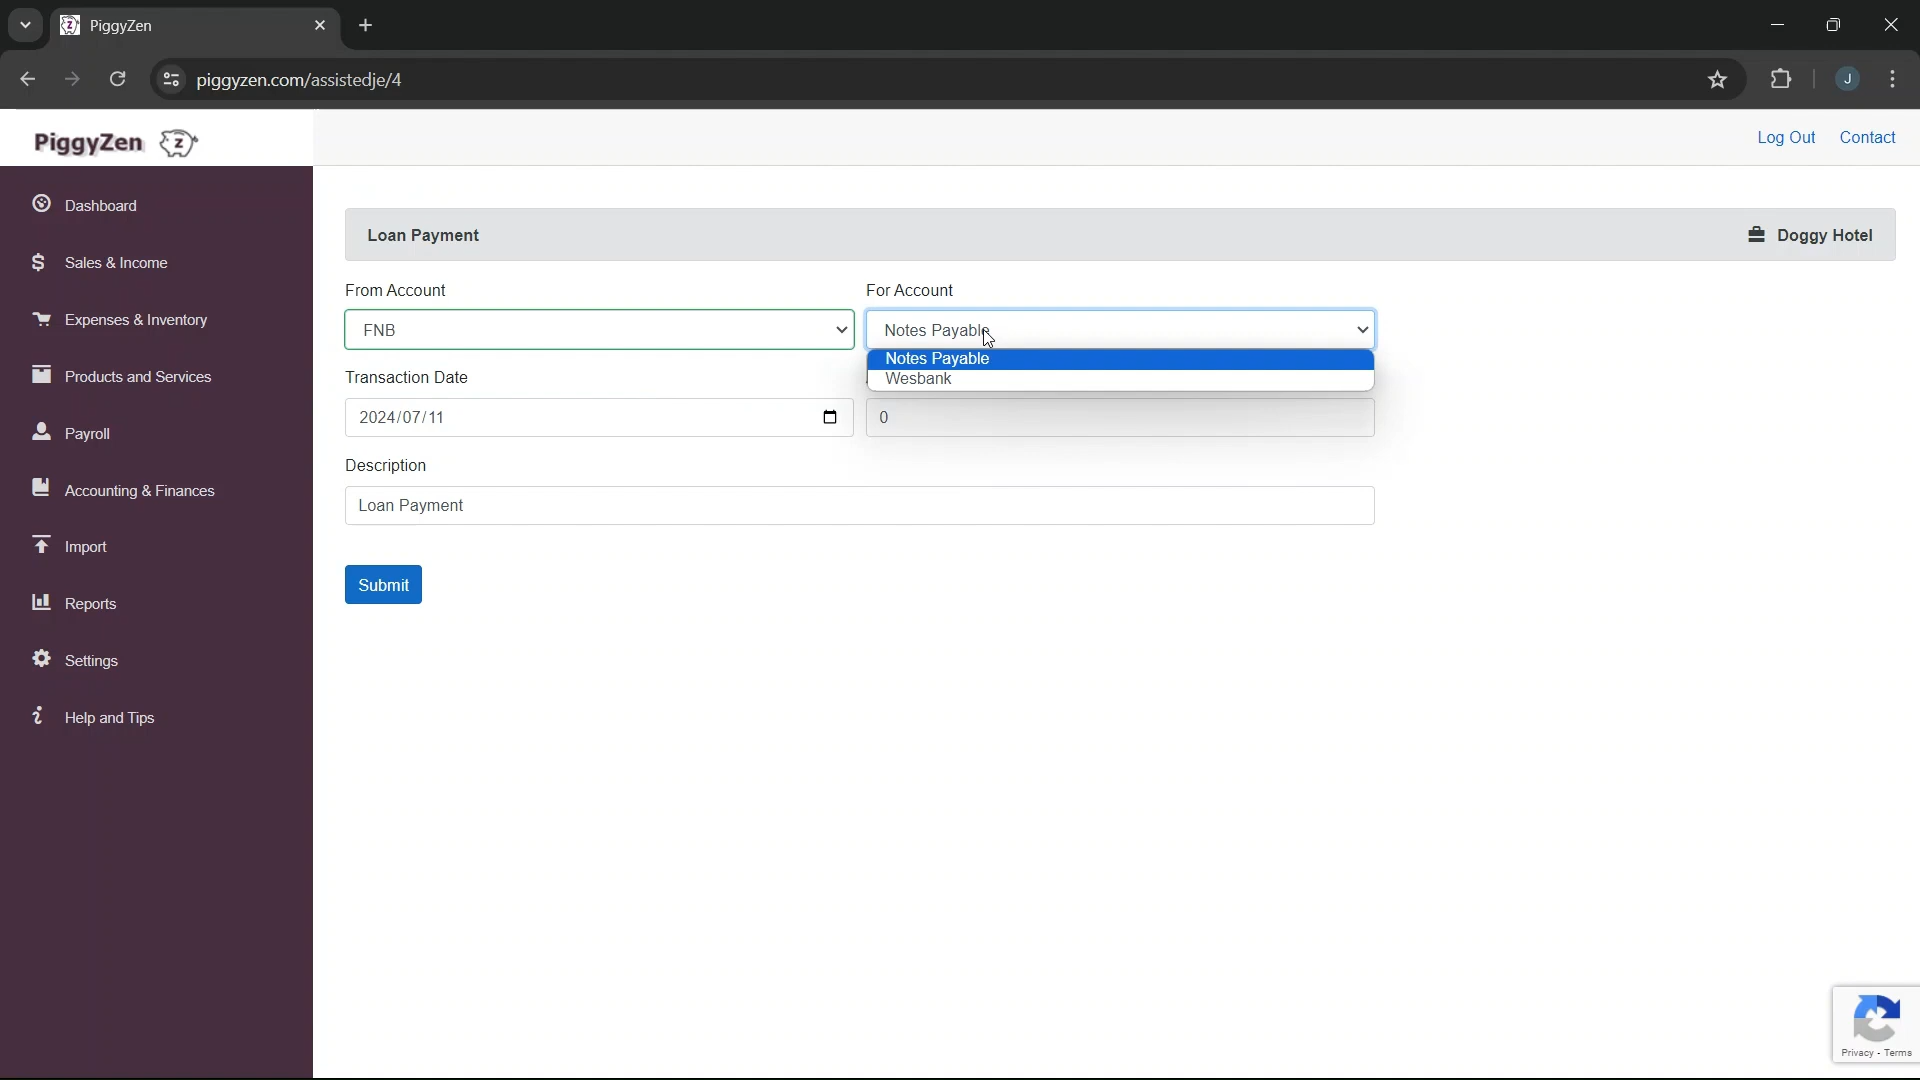 PiggyZen
piggyzen.com/assistedje/4
J
PiggyZen Z
Log Out Contact
Dashboard
Sales & Income
Expenses & Inventory
Products and Services
Payroll
Accounting & Finances
Import
Reports
Settings
Help and Tips
Loan Payment Doggy Hotel
From Account For Account
FNB Notes Payable
Notes Payable
Wesbank
Transaction Date
2024/07/11 0
Description
Loan Payment
Submit
Privacy - Terms